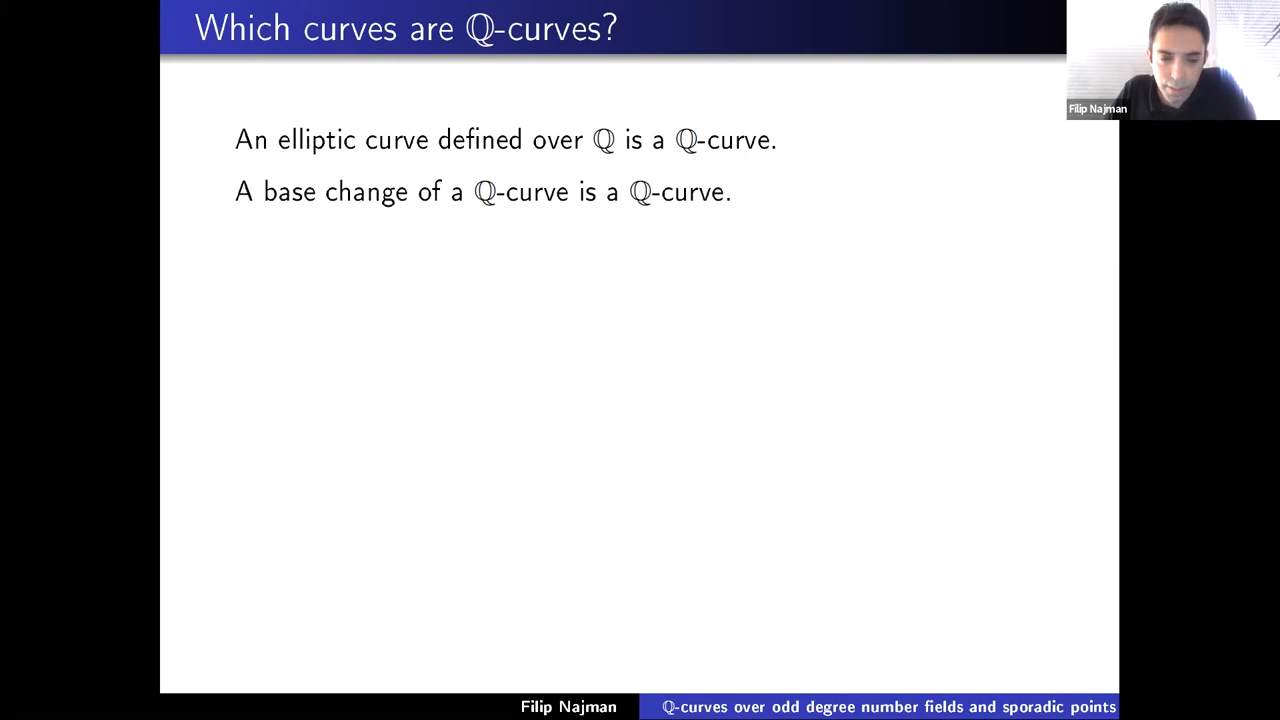 Which curves are ℚ-curves?
Filip Najman
An elliptic curve defined over ℚ is a ℚ-curve.
A base change of a ℚ-curve is a ℚ-curve.
Filip Najman
ℚ-curves over odd degree number fields and sporadic points